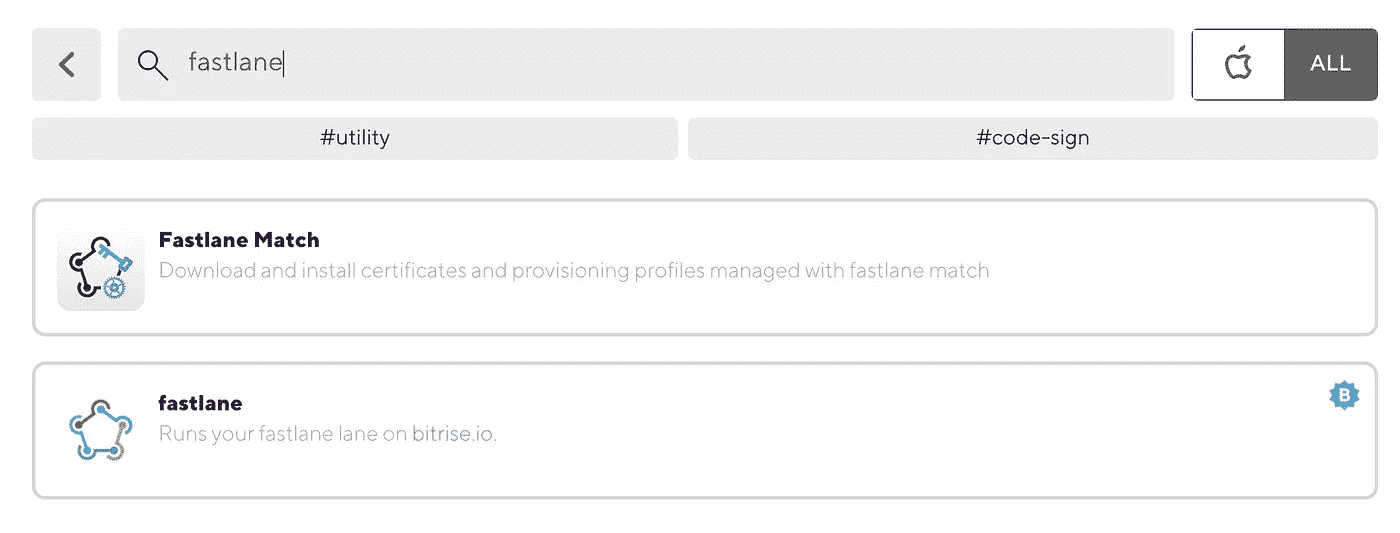 fastlane
ALL
#utility
#code-sign
Fastlane Match
Download and install certificates and provisioning profiles managed with fastlane match
fastlane
B
Runs your fastlane lane on bitrise.io.